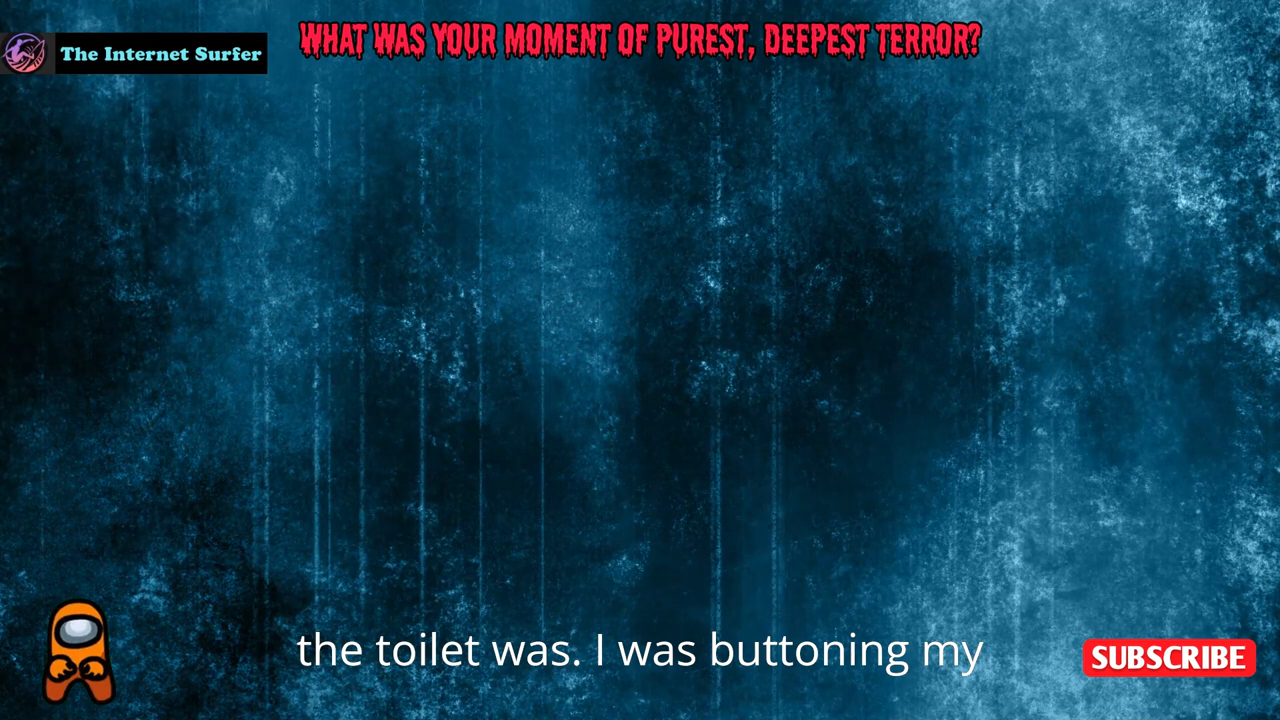 WHAT WAS YOUR MOMENT OF PUREST, DEEPEST TERROR?
The Internet Surfer
the toilet was. I was buttoning my
SUBSCRIBE